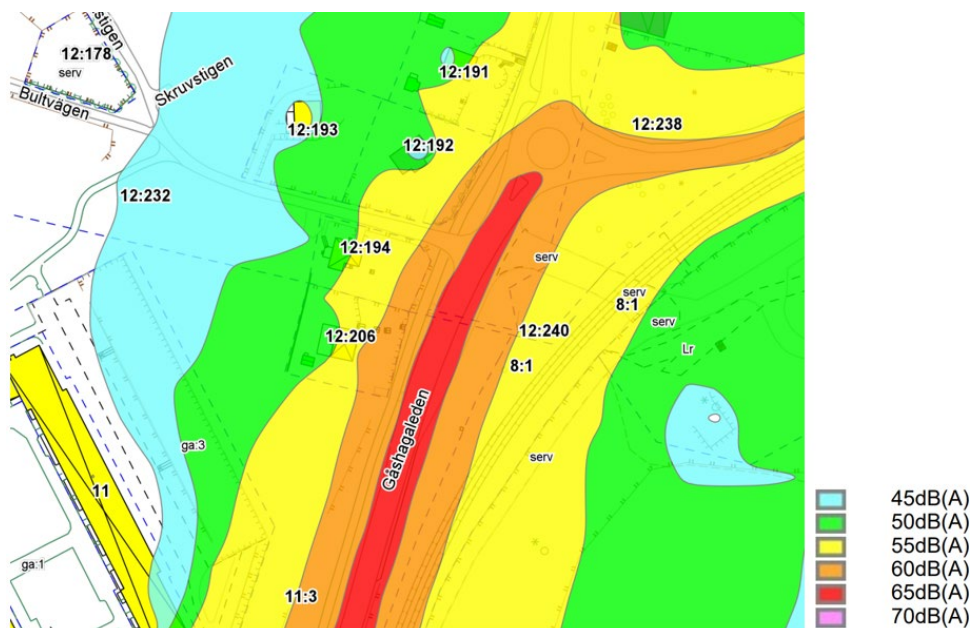 stigen
12:178
serv
Bultvägen
Skruvstigen
12:191
12:193
12:238
12:192
12:232
12:194
serv
serv
8:1
serv
12:206
12:240
Lr
8:1
Gåshagaleden
ga:3
serv
11
ga:1
11:3
45dB(A)
50dB(A)
55dB(A)
60dB(A)
65dB(A)
70dB(A)